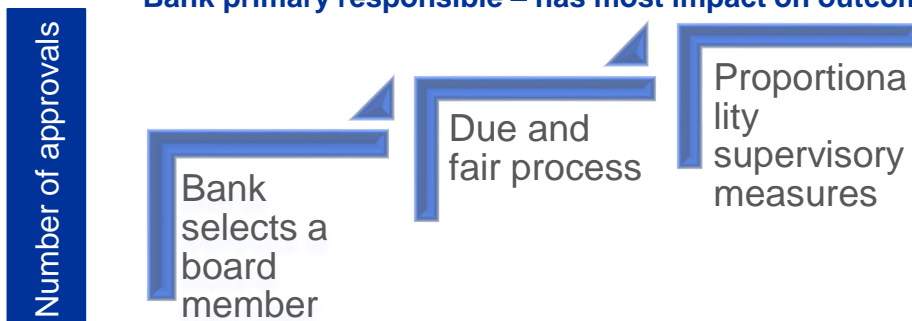 Bank primary responsible – has most impact on outcom
Number of approvals
Bank
selects a
board
member
Due and
fair process
Proportiona
lity
supervisory
measures